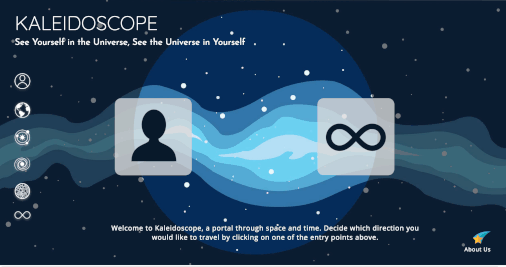 KALEIDOSCOPE
See Yourself in the Universe, See the Universe in Yourself
Welcome to Kaleidoscope, a portal through space and time. Decide which direction you
would like to travel by clicking on one of the entry points above.
About Us